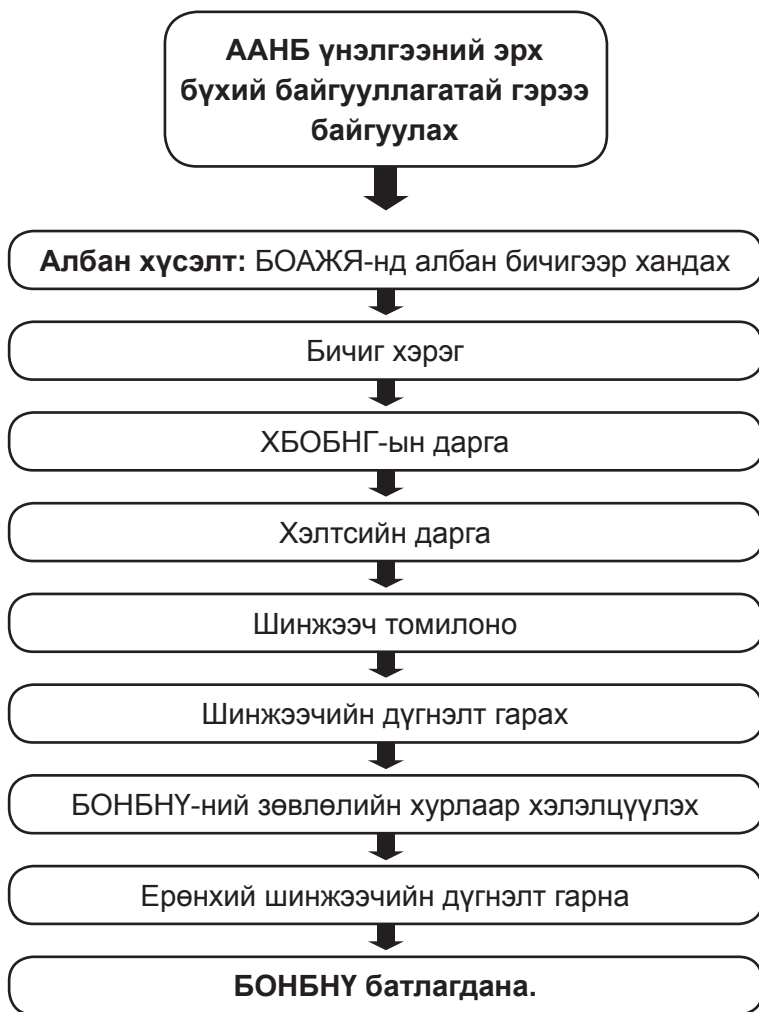 ААНБ үнэлгээний эрх
бүхий байгууллагатай гэрээ
байгуулах
Албан хүсэлт: БОАЖЯ-нд албан бичигээр хандах
Бичиг хэрэг
ХБОБНГ-ын дарга
Хэлтсийн дарга
Шинжээч томилоно
Шинжээчийн дүгнэлт гарах
БОНБНҮ-ний зөвлөлийн хурлаар хэлэлцүүлэх
Ерөнхий шинжээчийн дүгнэлт гарна
БОНБНҮ батлагдана.